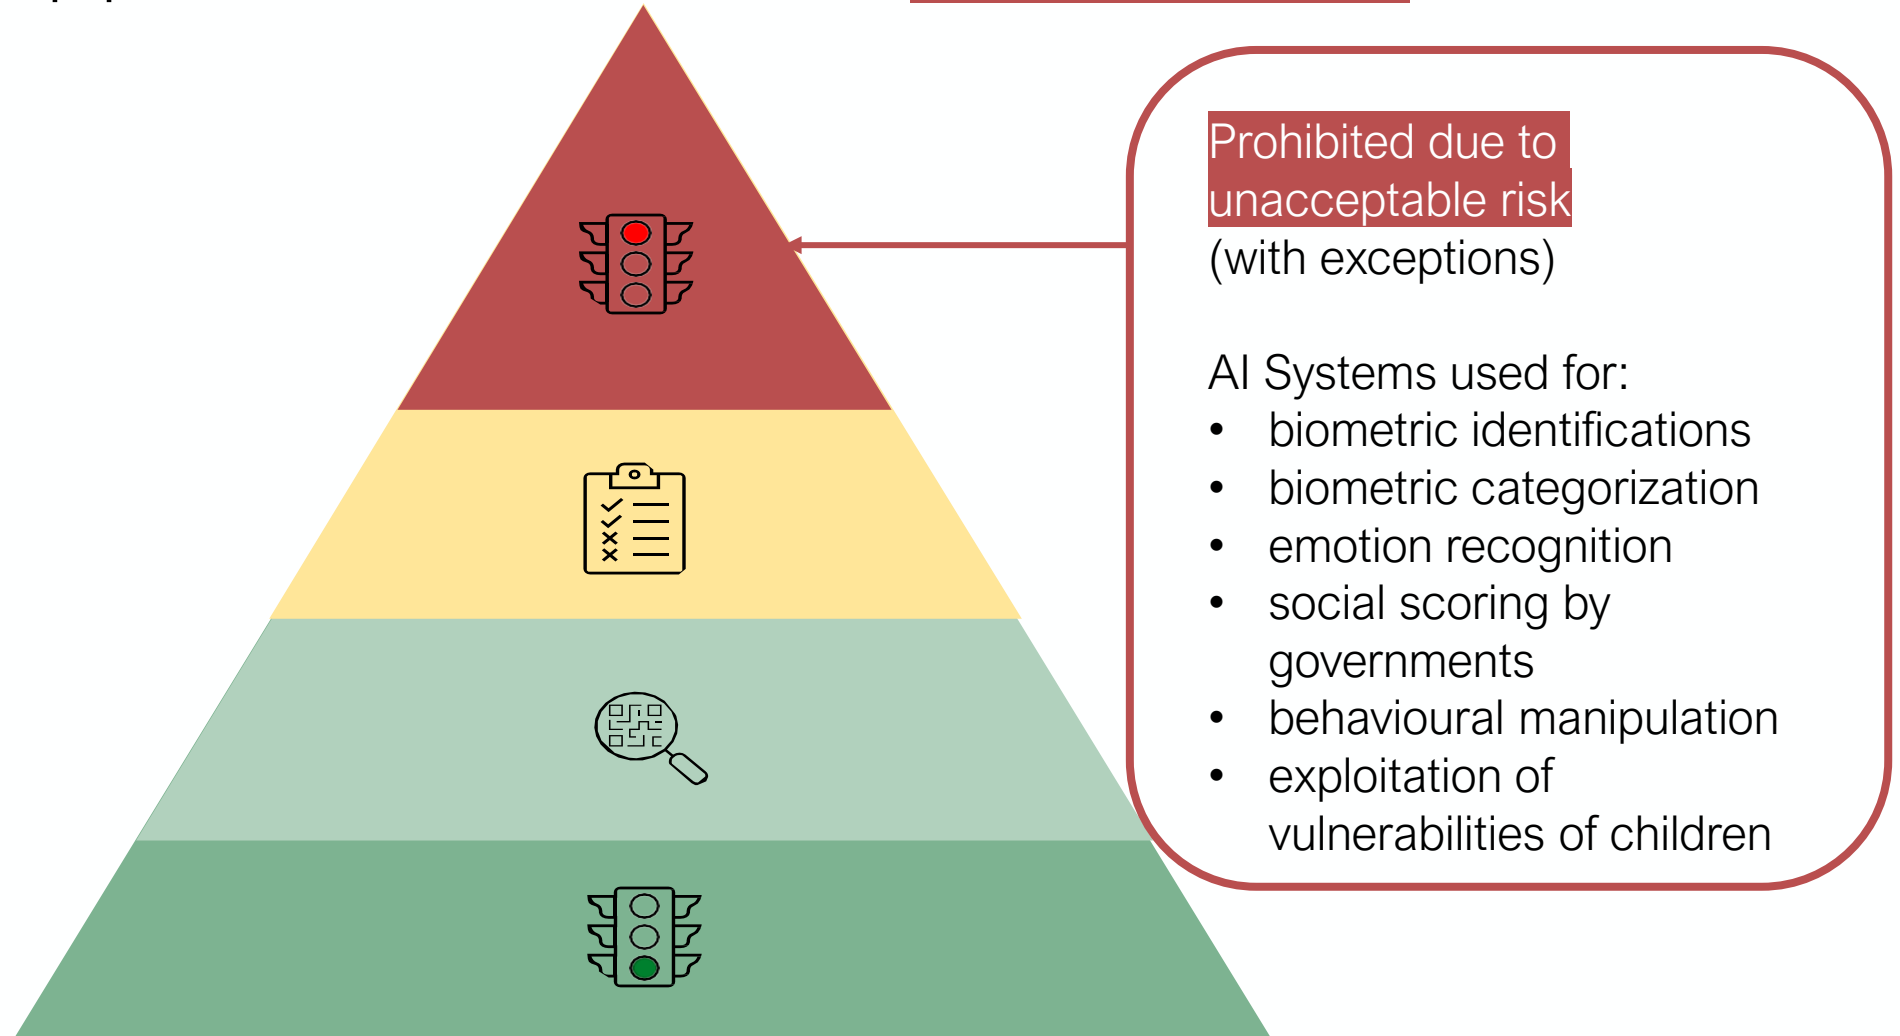 Prohibited due to
unacceptable risk
(with exceptions)
AI Systems used for:
• biometric identifications
• biometric categorization
• emotion recognition
• social scoring by
governments
• behavioural manipulation
• exploitation of
vulnerabilities of children